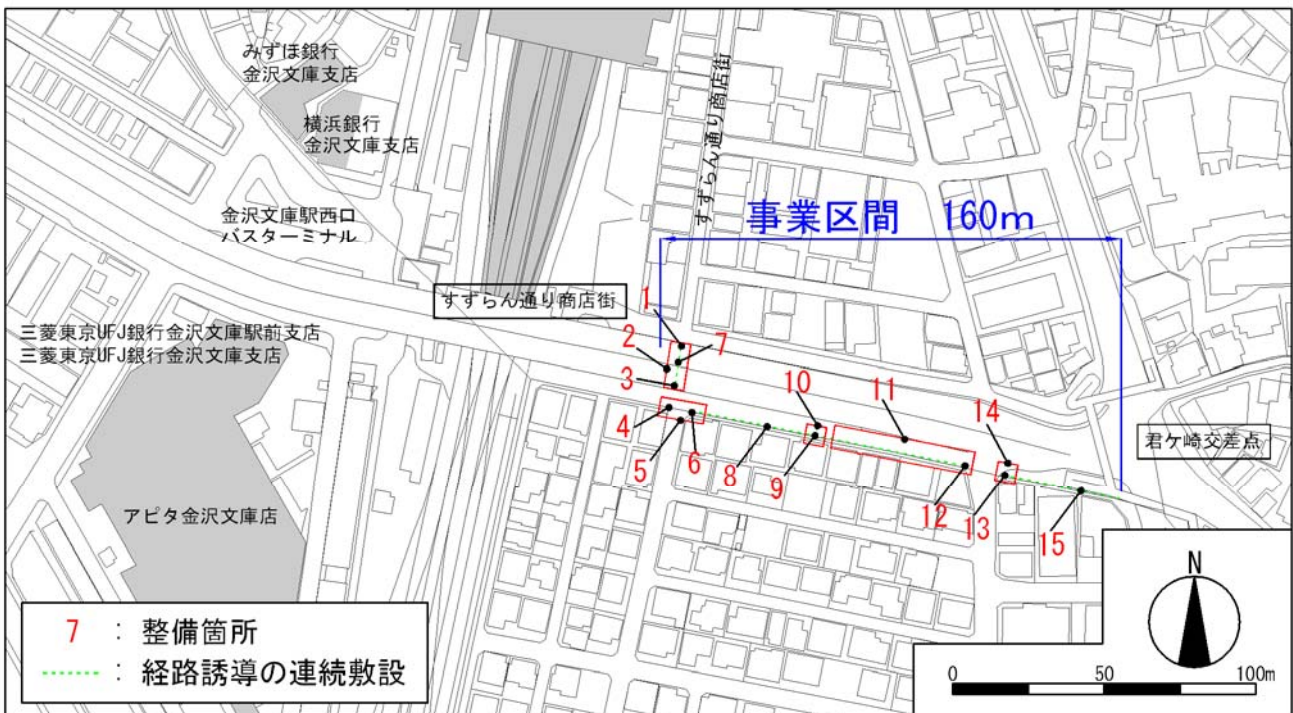 みずほ銀行
金沢文庫支店
横浜銀行
金沢文庫支店
すずらん通り商店街
金沢文庫駅西口
バスターミナル
事業区間 160m
すずらん通り商店街
三菱東京UFJ銀行金沢文庫駅前支店
三菱東京UFJ銀行金沢文庫支店
アピタ金沢文庫店
君ケ崎交差点
1
2
3
4
5
6
7
8
9
10
11
12
13
14
15
7 : 整備箇所
: 経路誘導の連続敷設
N
0 50 100m